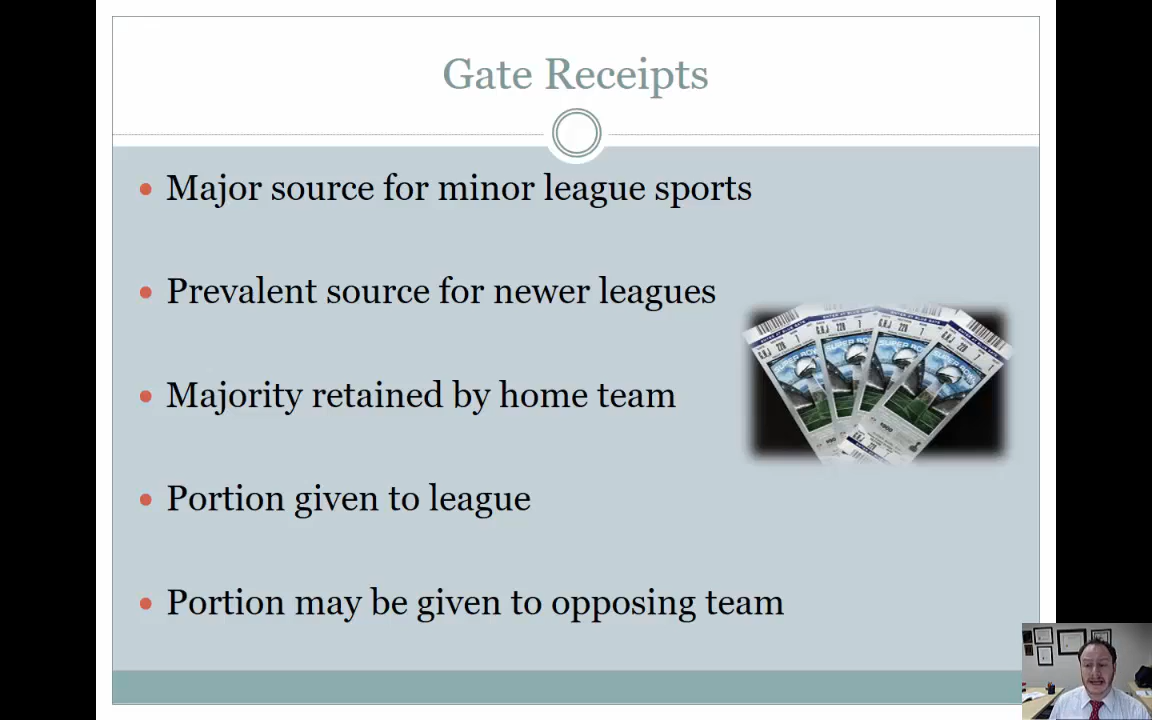 Gate Receipts
Major source for minor league sports
Prevalent source for newer leagues
Majority retained by home team
Portion given to league
Portion may be given to opposing team